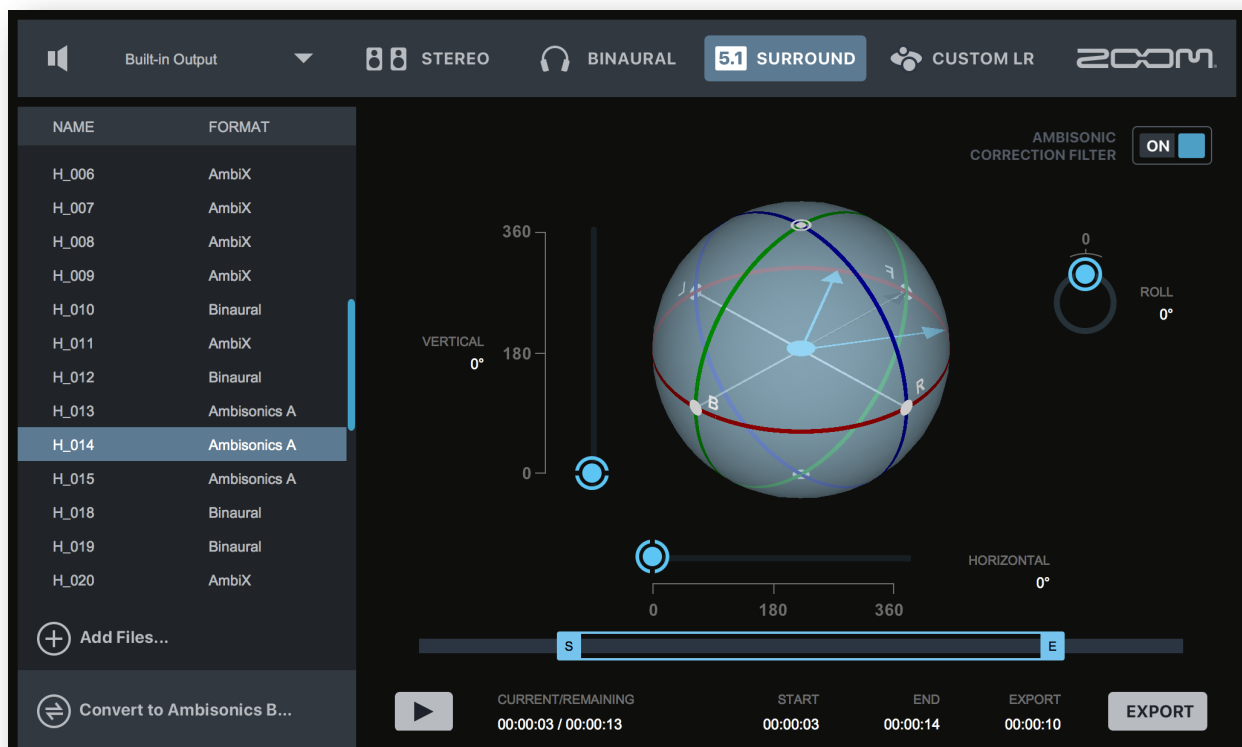 Built-in Output
STEREO
BINAURAL
5.1 SURROUND
CUSTOM LR
ZOOM
NAME FORMAT
H_006 AmbiX
H_007 AmbiX
H_008 AmbiX
H_009 AmbiX
H_010 Binaural
H_011 AmbiX
H_012 Binaural
H_013 Ambisonics A
H_014 Ambisonics A
H_015 Ambisonics A
H_018 Binaural
H_019 Binaural
H_020 AmbiX
Add Files...
Convert to Ambisonics B...
AMBISONIC
CORRECTION FILTER
ON
VERTICAL
0°
360
180
0
L
F
B
R
0
ROLL
0°
HORIZONTAL
0°
0 180 360
S E
CURRENT/REMAINING START END EXPORT
00:00:03 / 00:00:13 00:00:03 00:00:14 00:00:10
EXPORT